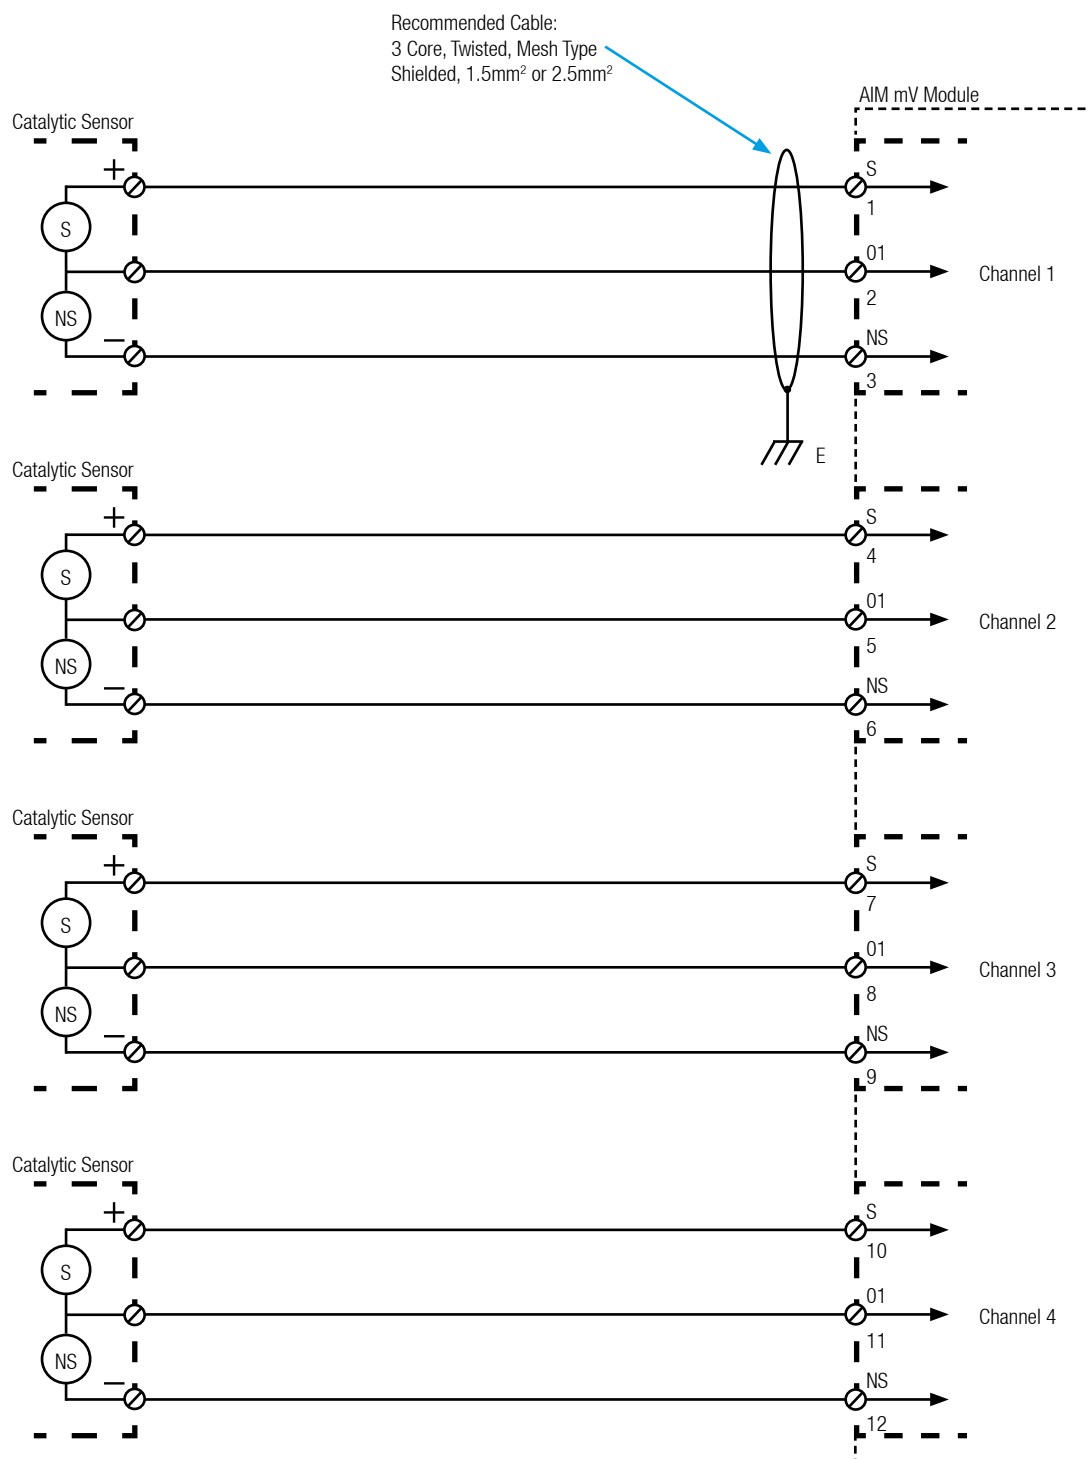 Recommended Cable:
3 Core, Twisted, Mesh Type
Shielded, 1.5mm² or 2.5mm²
AIM mV Module
Catalytic Sensor
+
S
NS
−
S
1
01
2
NS
3
Channel 1
E
Catalytic Sensor
+
S
NS
−
S
4
01
5
NS
6
Channel 2
Catalytic Sensor
+
S
NS
−
S
7
01
8
NS
9
Channel 3
Catalytic Sensor
+
S
NS
−
S
10
01
11
NS
12
Channel 4